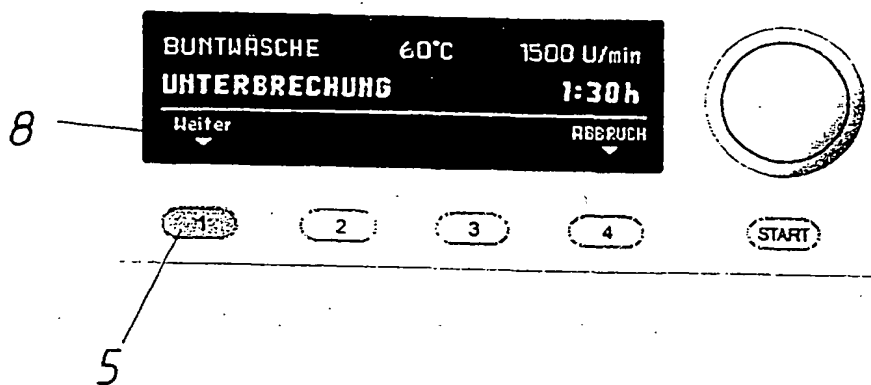 BUNTWÄSCHE 60°C 1500 U/min
UNTERBRECHUNG 1:30h
8
Weiter ABBRUCH
1 2 3 4 START
5